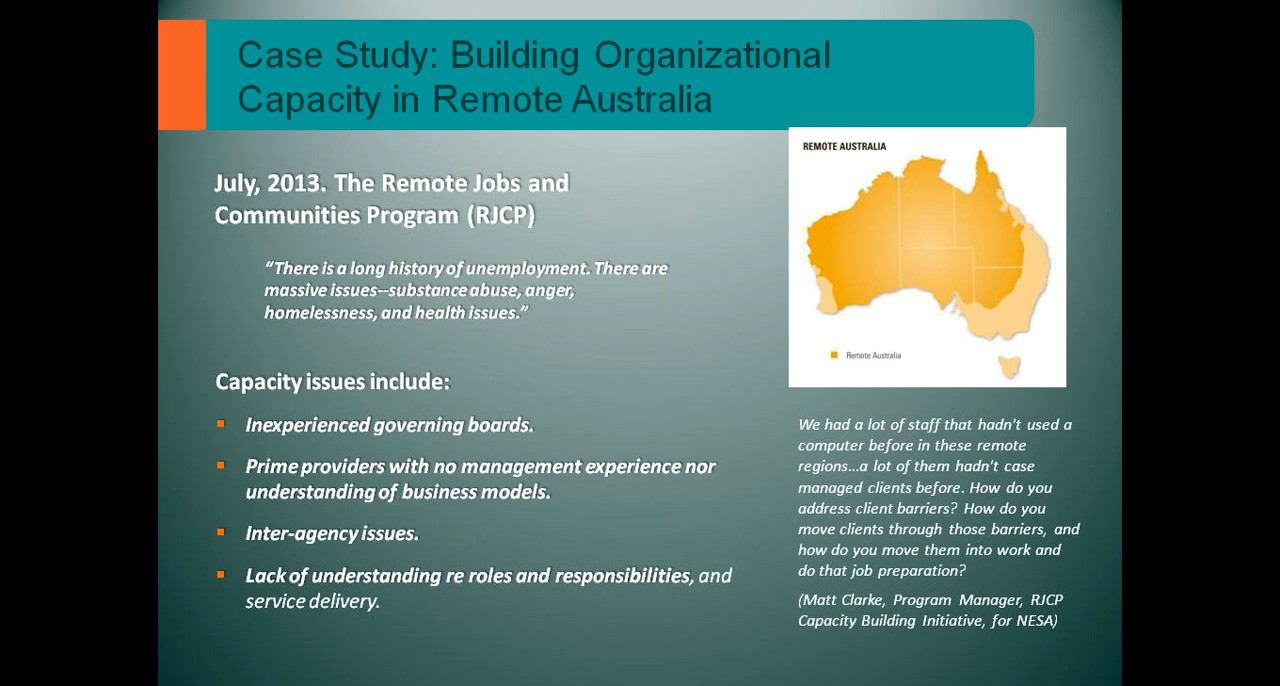 Case Study: Building Organizational
Capacity in Remote Australia
July, 2013. The Remote Jobs and
Communities Program (RJCP)
“There is a long history of unemployment. There are
massive issues--substance abuse, anger,
homelessness, and health issues.”
Capacity issues include:
Inexperienced governing boards.
Prime providers with no management experience nor
understanding of business models.
Inter-agency issues.
Lack of understanding re roles and responsibilities, and
service delivery.
REMOTE AUSTRALIA
Remote Australia
We had a lot of staff that hadn't used a
computer before in these remote
regions...a lot of them hadn't case
managed clients before. How do you
address client barriers? How do you
move clients through those barriers, and
how do you move them into work and
do that job preparation?
(Matt Clarke, Program Manager, RJCP
Capacity Building Initiative, for NESA)